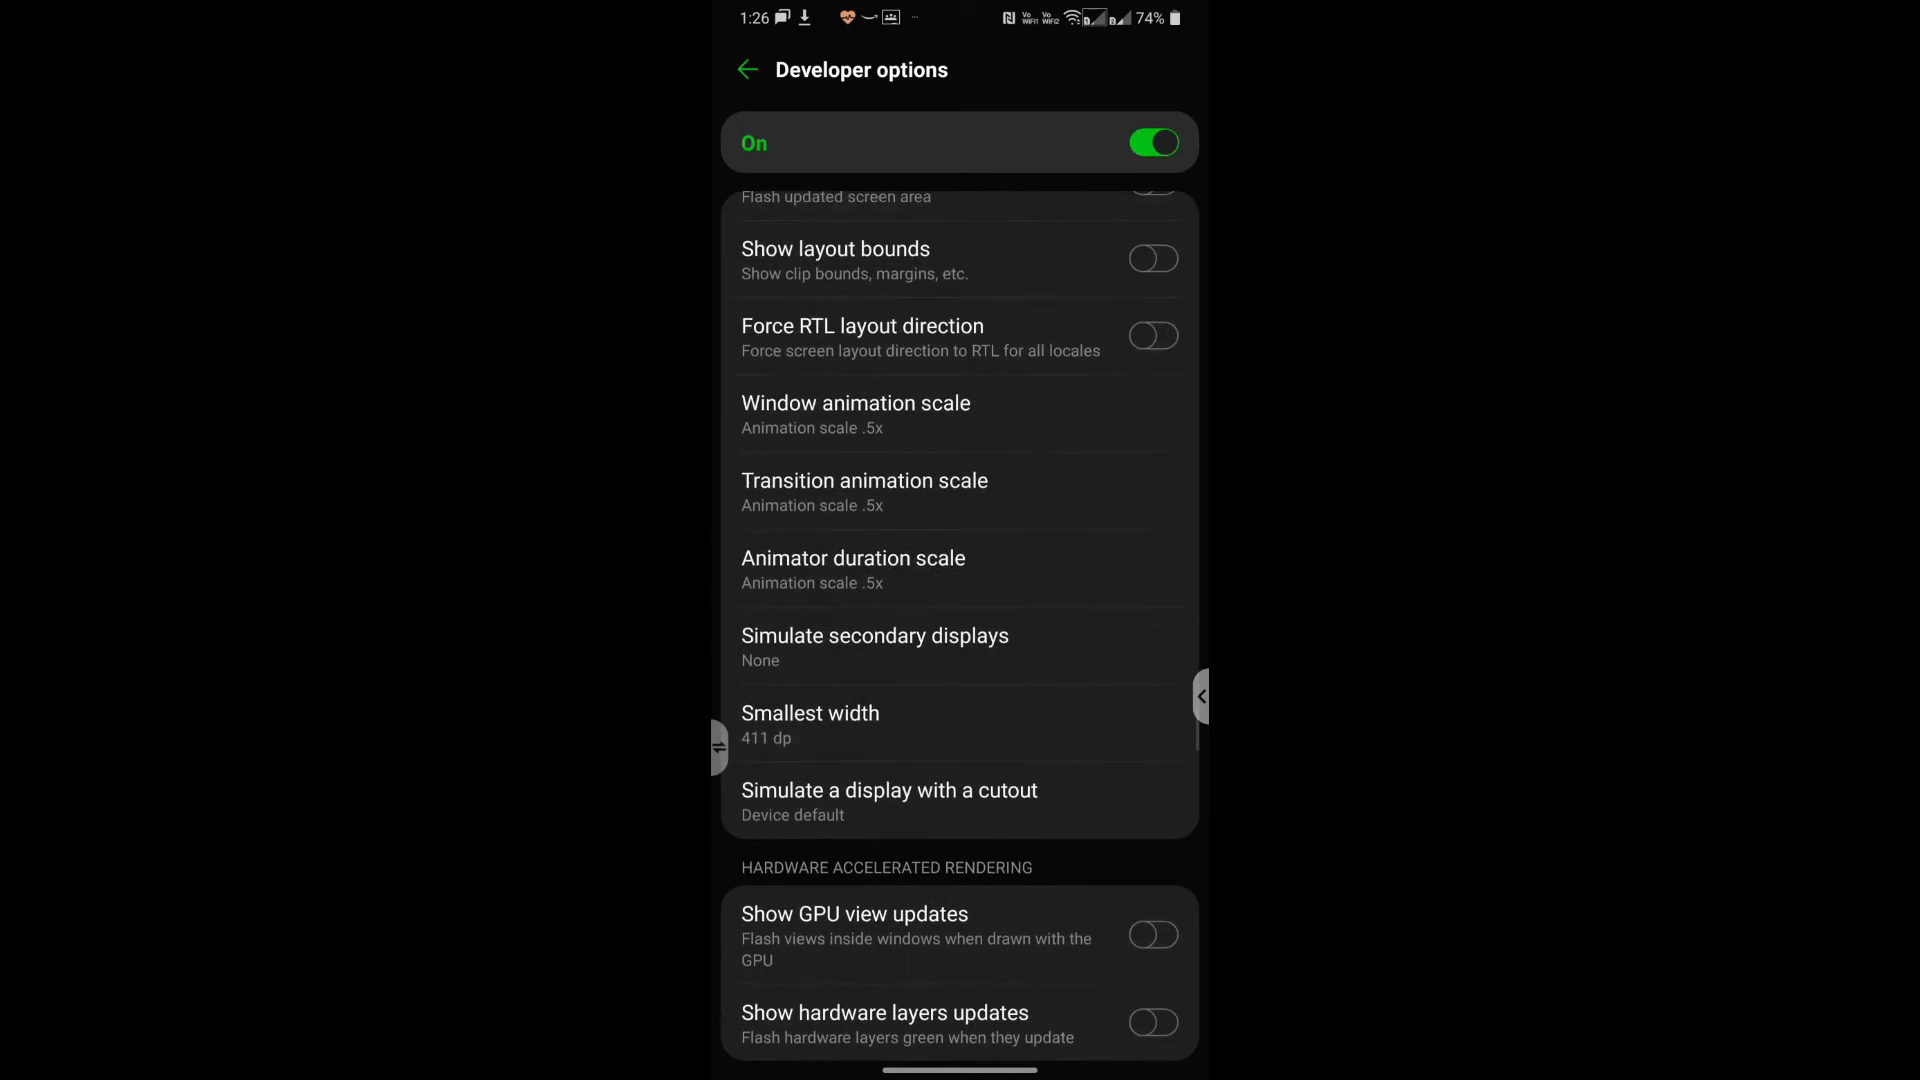 1:26
Vo WiFi1 Vo WiFi2 74%
Developer options
On
Flash updated screen area
Show layout bounds
Show clip bounds, margins, etc.
Force RTL layout direction
Force screen layout direction to RTL for all locales
Window animation scale
Animation scale .5x
Transition animation scale
Animation scale .5x
Animator duration scale
Animation scale .5x
Simulate secondary displays
None
Smallest width
411 dp
Simulate a display with a cutout
Device default
HARDWARE ACCELERATED RENDERING
Show GPU view updates
Flash views inside windows when drawn with the
GPU
Show hardware layers updates
Flash hardware layers green when they update